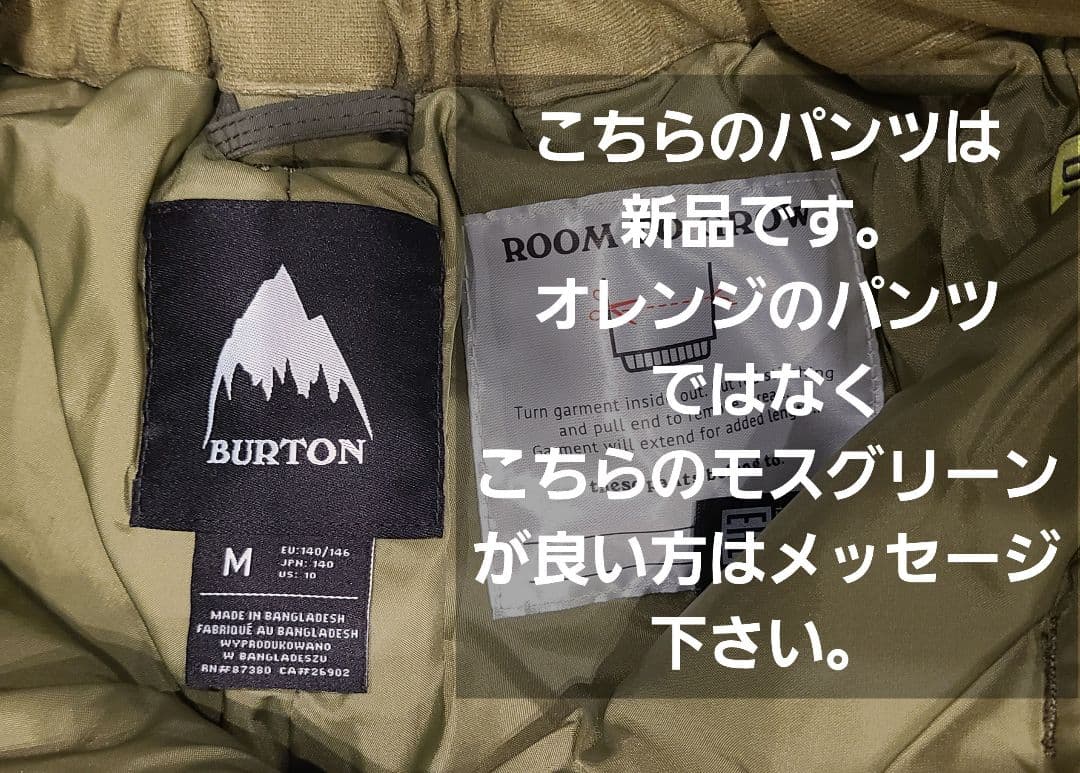 こちらのパンツは
新品です。
オレンジのパンツ
ではなく
こちらのモスグリーン
が良い方はメッセージ
下さい。
BURTON
M
EU:140/146
JPN: 140
US: 10
MADE IN BANGLADESH
FABRIQUÉ AU BANGLADESH
WYPRODUKOWANO
W BANGLADESZU
RN#87380 CA#26902
ROOM TO GROW
Turn garment inside out.
and pull end to
Garment will extend for added
these